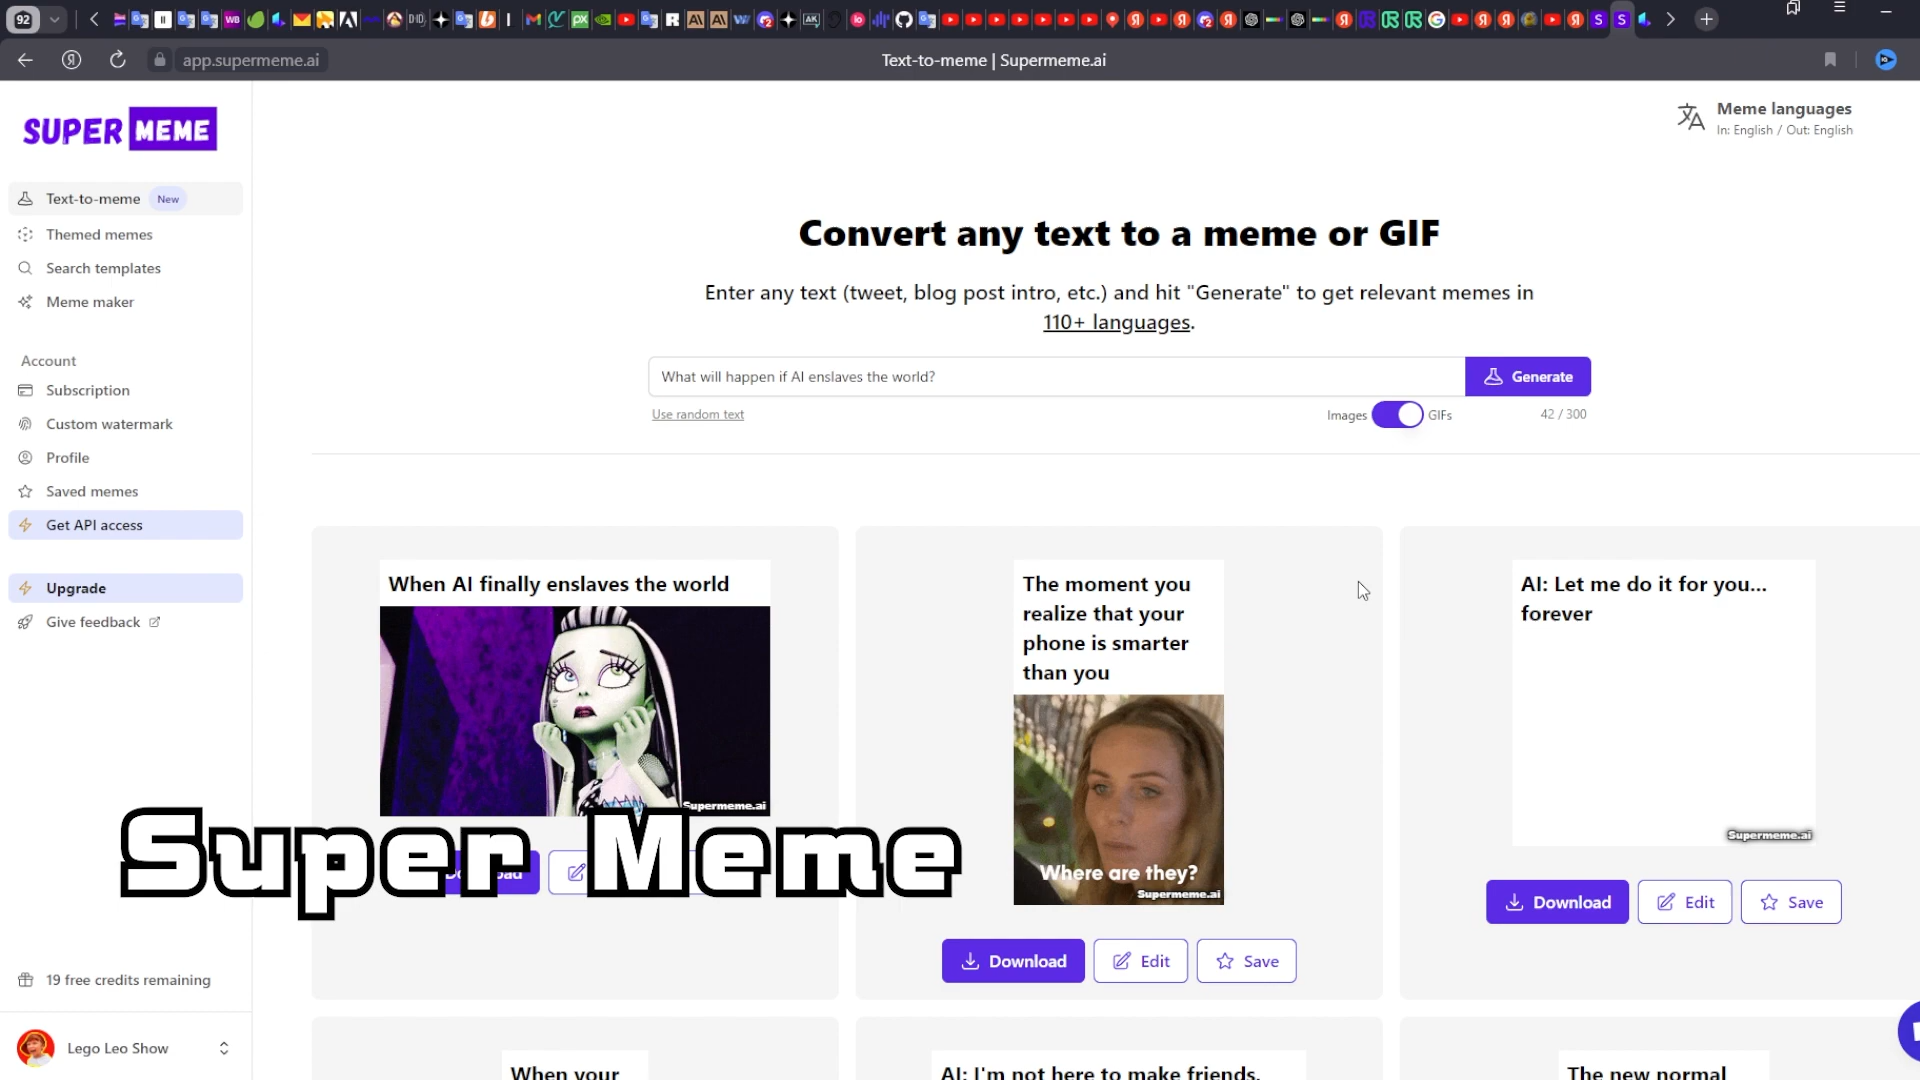 92
app.supermeme.ai
Text-to-meme | Supermeme.ai
SUPER MEME
Meme languages
In: English / Out: English
Text-to-meme New
Themed memes
Search templates
Meme maker
Account
Subscription
Custom watermark
Profile
Saved memes
Get API access
Upgrade
Give feedback
19 free credits remaining
Lego Leo Show
Convert any text to a meme or GIF
Enter any text (tweet, blog post intro, etc.) and hit "Generate" to get relevant memes in
110+ languages.
What will happen if AI enslaves the world?
Generate
Use random text
Images
GIFs
42 / 300
When AI finally enslaves the world
Supermeme.ai
Super Meme
The moment you
realize that your
phone is smarter
than you
Where are they?
Supermeme.ai
Download
Edit
Save
AI: Let me do it for you...
forever
Supermeme.ai
Download
Edit
Save
When your
AI: I'm not here to make friends,
The new normal